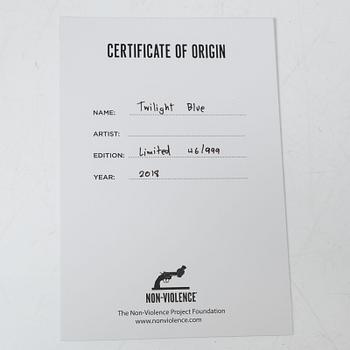 CERTIFICATE OF ORIGIN
NAME: Twilight Blue
ARTIST:
EDITION: Limited 46/999
YEAR: 2018
NON-VIOLENCE
The Non-Violence Project Foundation
www.nonviolence.com